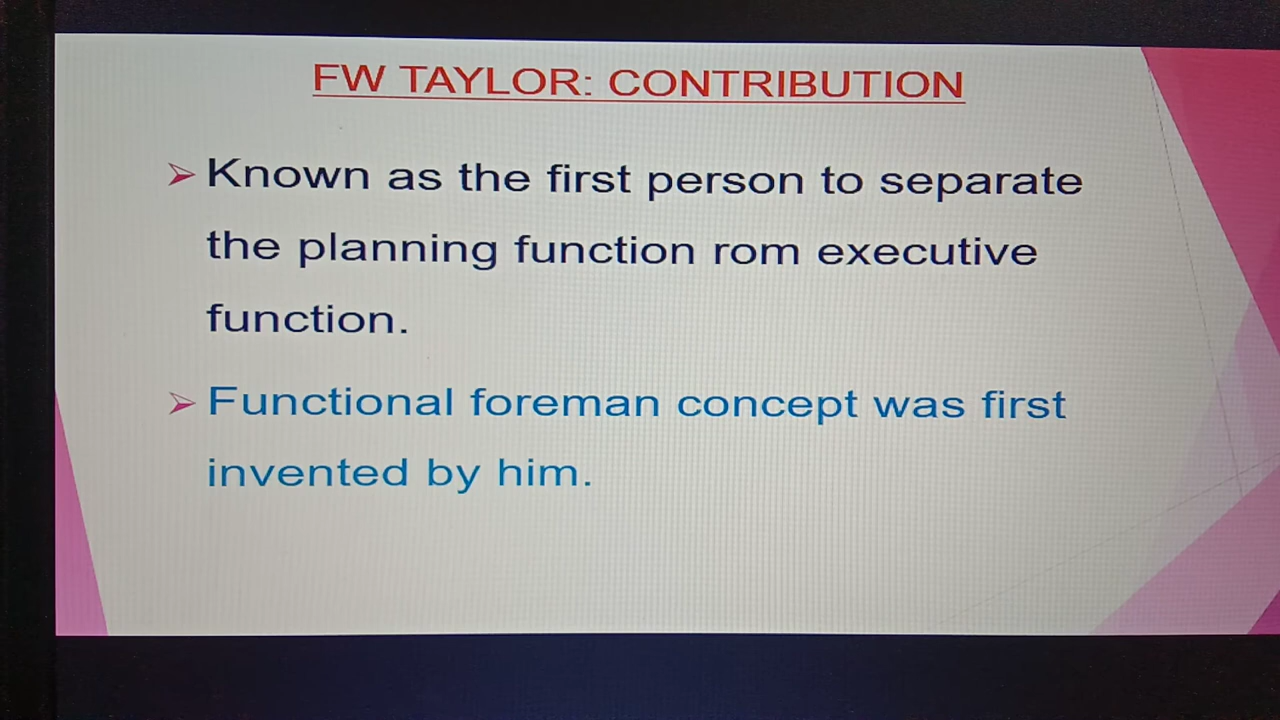 FW TAYLOR: CONTRIBUTION
Known as the first person to separate
the planning function rom executive
function.
Functional foreman concept was first
invented by him.